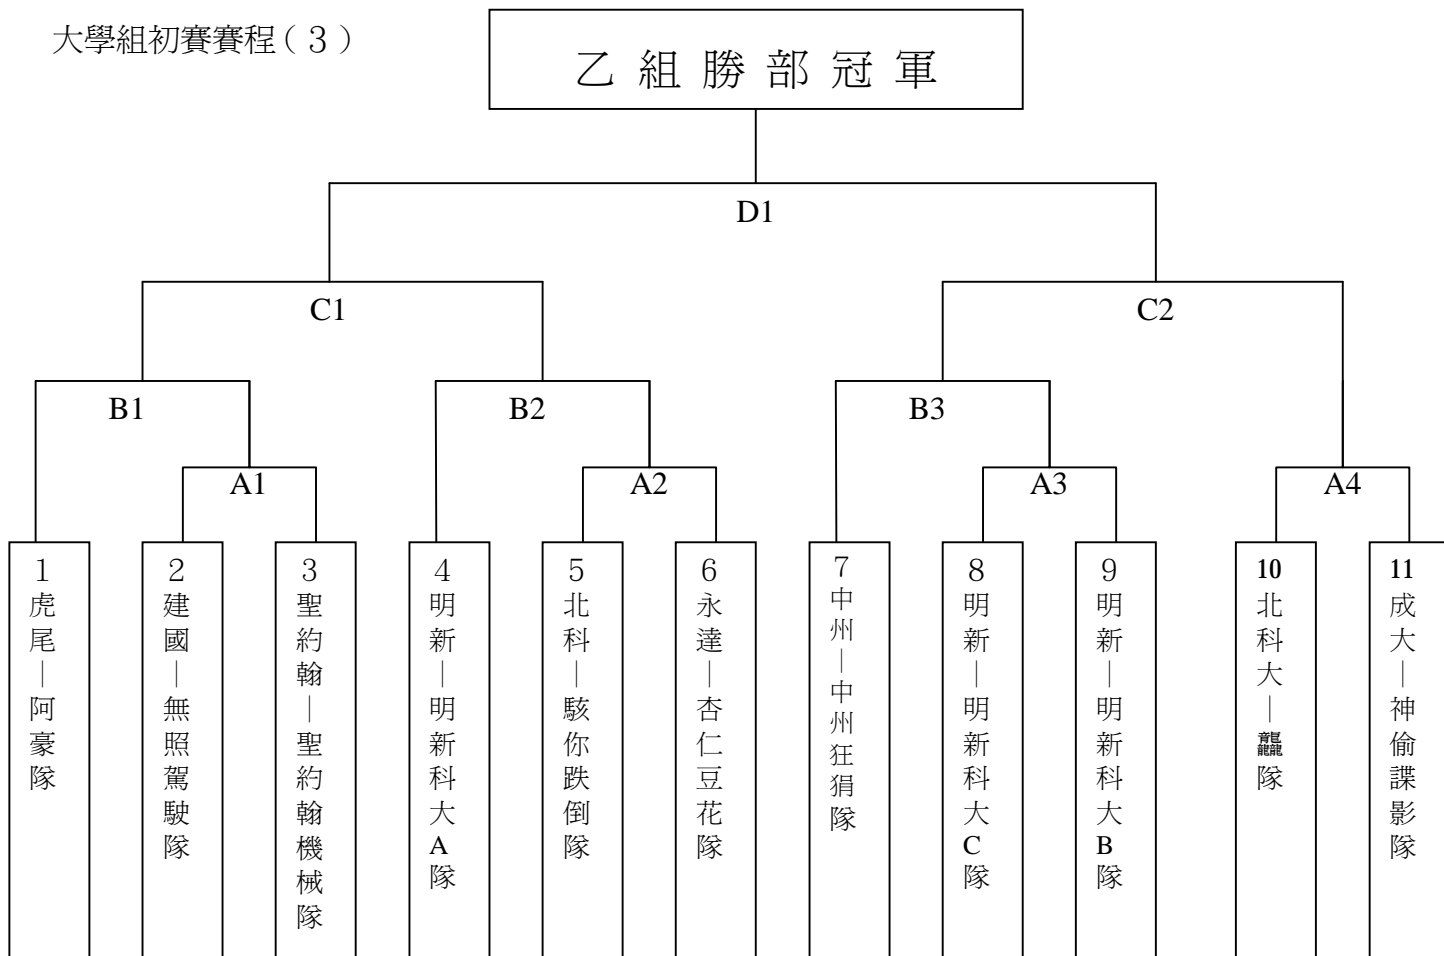 大學組初賽賽程（３）
乙組勝部冠軍
D1
C1
C2
B1
B2
B3
A1
A2
A3
A4
１虎尾｜阿豪隊
２建國｜無照駕駛隊
３聖約翰｜聖約翰機械隊
４明新｜明新科大A隊
５北科｜駭你跌倒隊
６永達｜杏仁豆花隊
７中州｜中州狂狷隊
８明新｜明新科大C隊
９明新｜明新科大B隊
10北科大｜龘隊
11成大｜神偷諜影隊